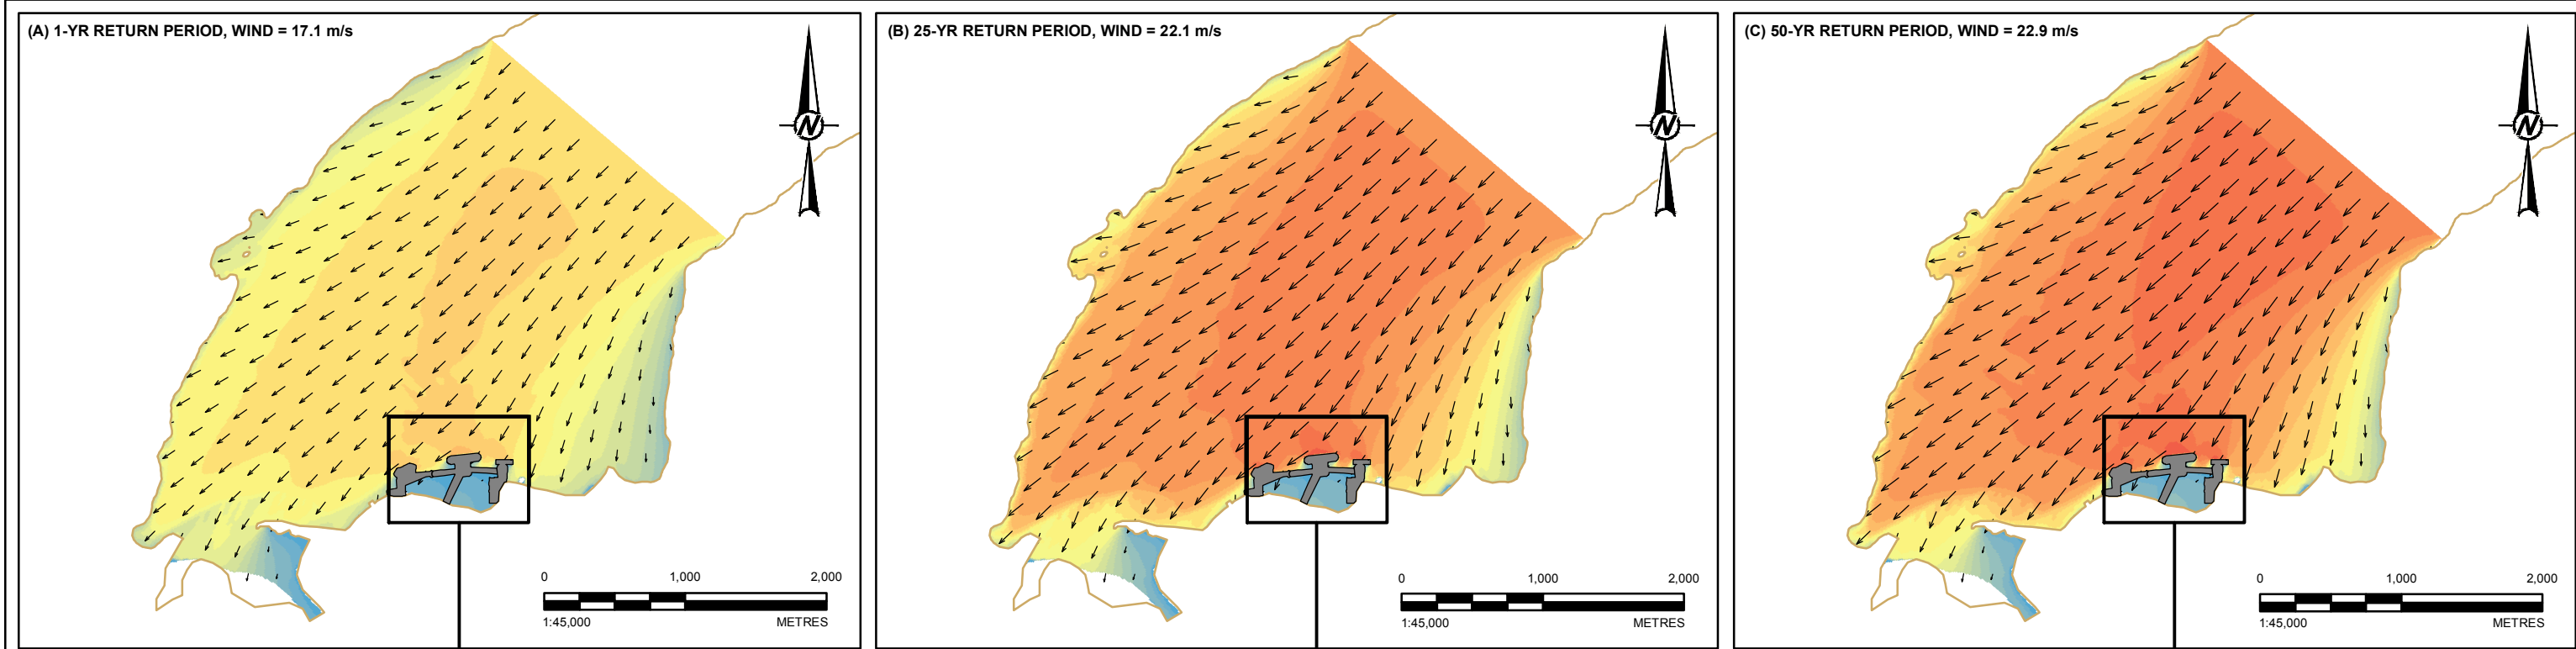 (A) 1-YR RETURN PERIOD, WIND = 17.1 m/s
N
0 1,000 2,000
1:45,000 METRES
(B) 25-YR RETURN PERIOD, WIND = 22.1 m/s
N
0 1,000 2,000
1:45,000 METRES
(C) 50-YR RETURN PERIOD, WIND = 22.9 m/s
N
0 1,000 2,000
1:45,000 METRES